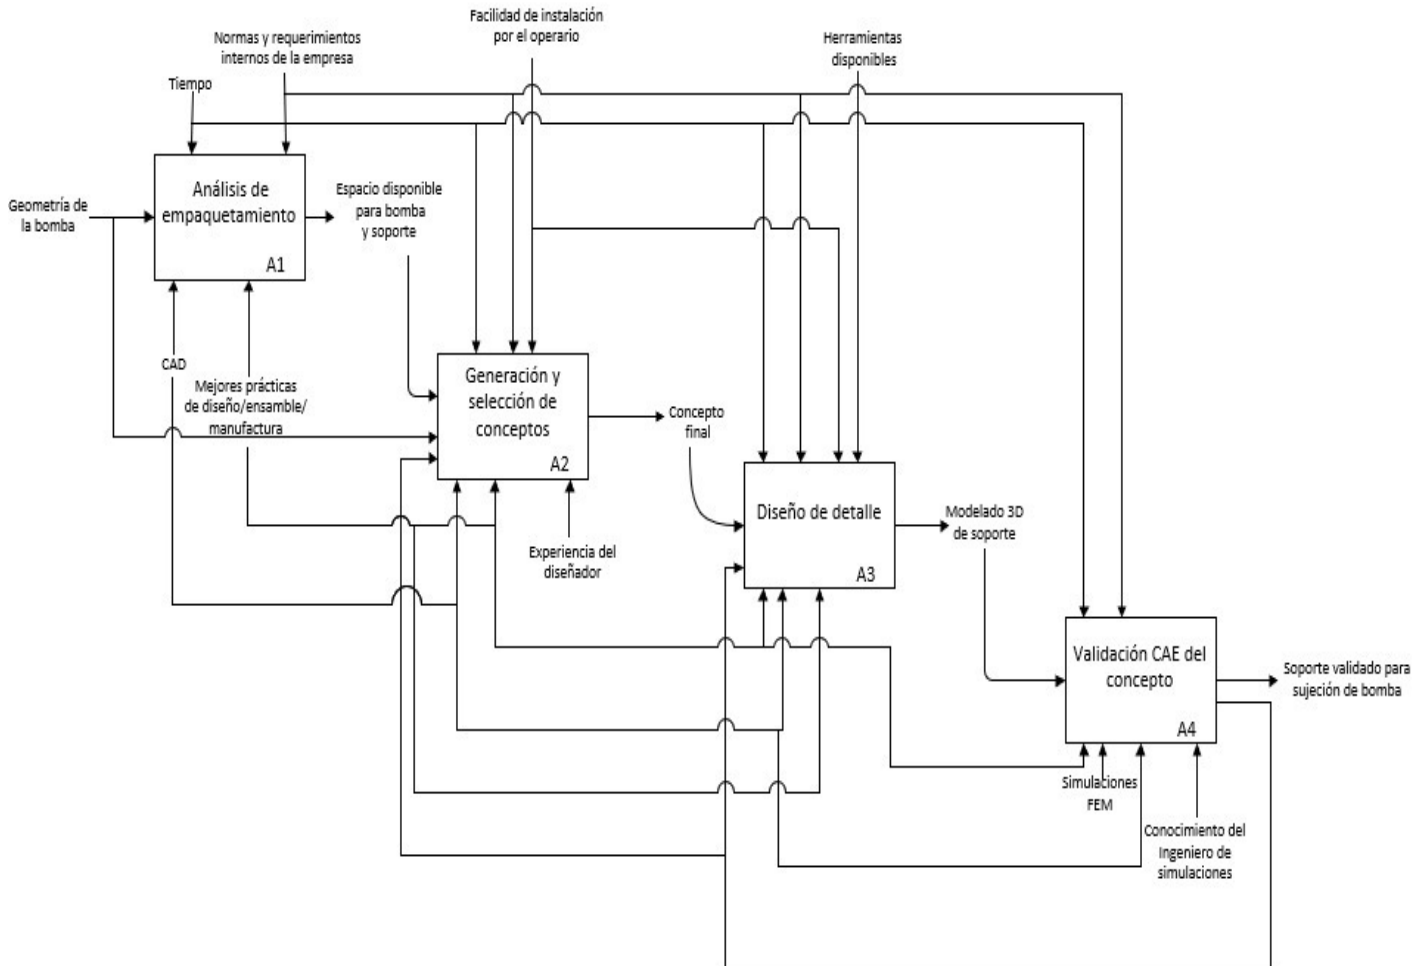 Facilidad de instalación
por el operario
Normas y requerimientos
internos de la empresa
Herramientas
disponibles
Tiempo
Geometría de
la bomba
Análisis de
empaquetamiento
A1
Espacio disponible
para bomba
y soporte
CAD
Mejores prácticas
de diseño/ensamble/
manufactura
Generación y
selección de
conceptos
A2
Concepto
final
Experiencia del
diseñador
Diseño de detalle
A3
Modelado 3D
de soporte
Validación CAE del
concepto
A4
Soporte validado para
sujeción de bomba
Simulaciones
FEM
Conocimiento del
Ingeniero de
simulaciones